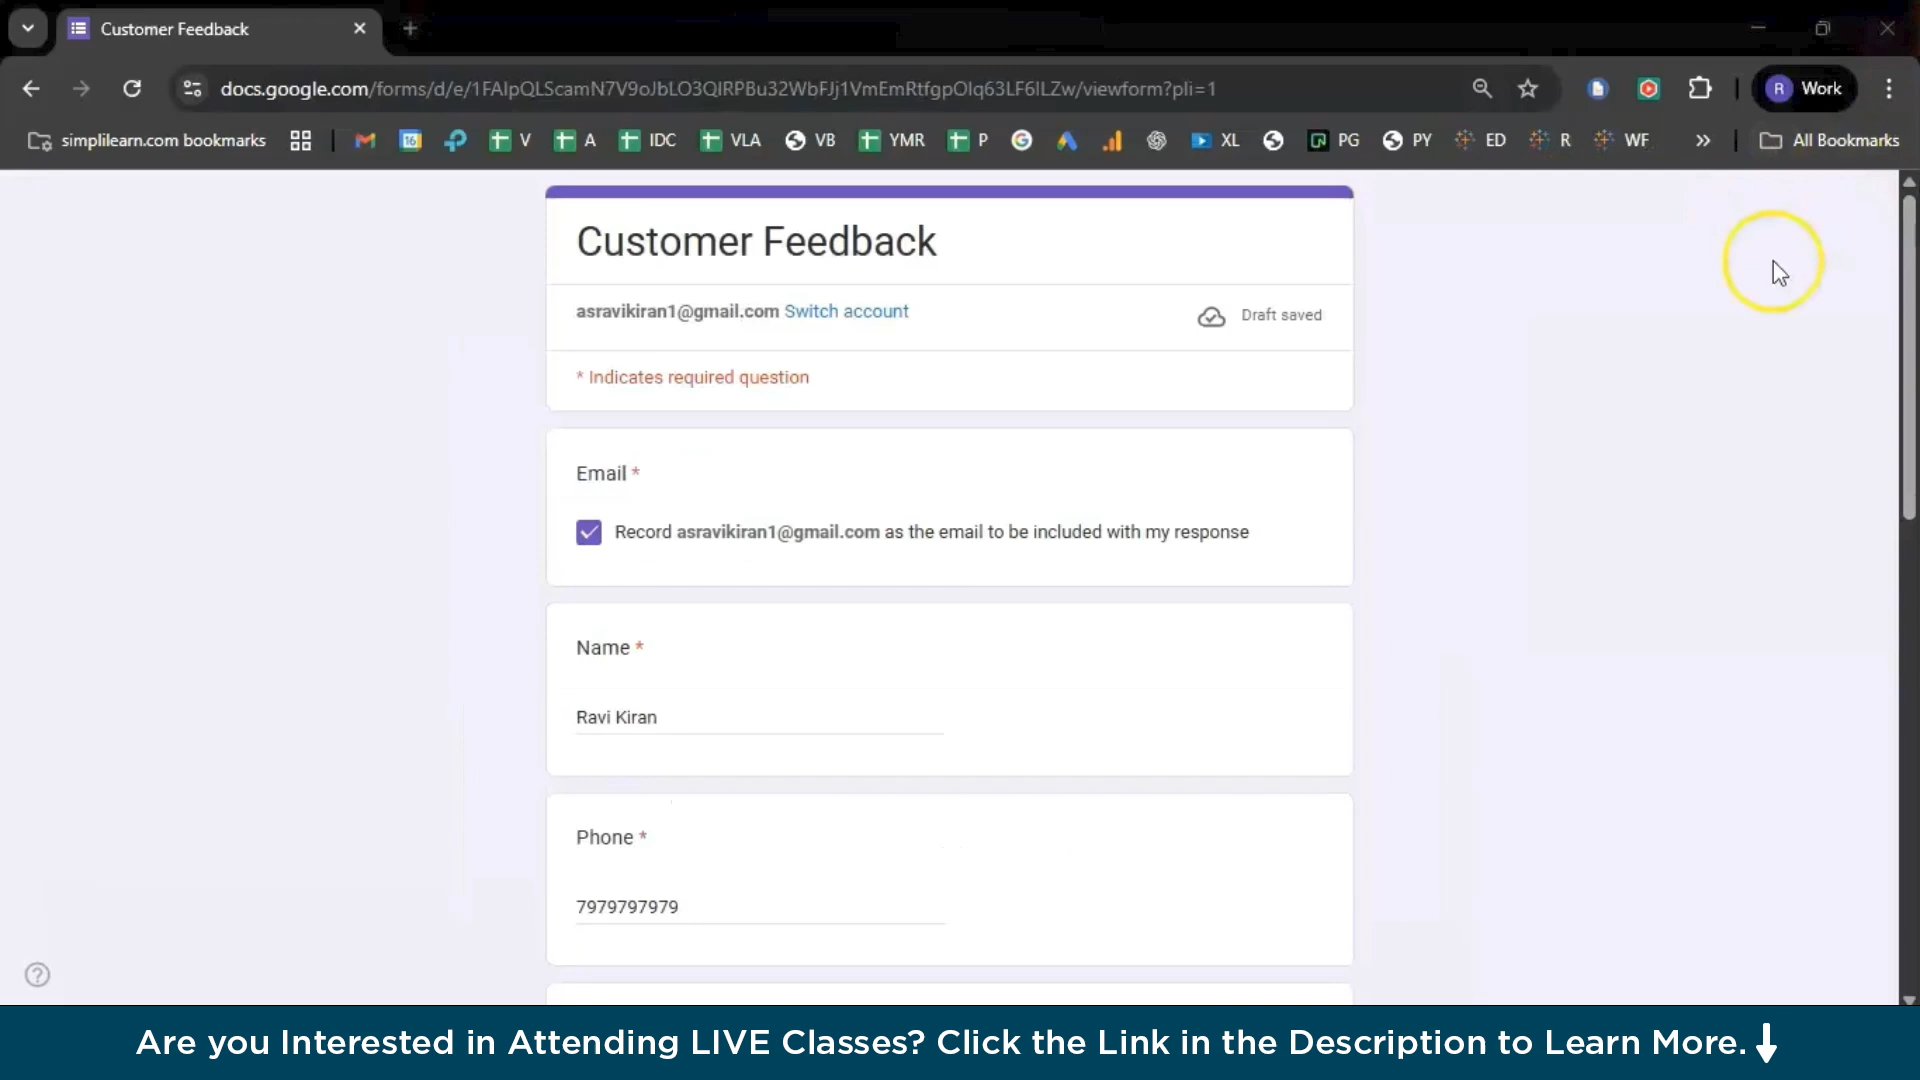 Customer Feedback
docs.google.com/forms/d/e/1FAIpQLScamN7V9oJbLO3QIRPBu32WbFJj1VmEmRtfgpOlq63LF6ILZw/viewform?pli=1
R Work
simplilearn.com bookmarks
16
V
A
IDC
VLA
VB
YMR
P
XL
PG
PY
ED
R
WF
All Bookmarks
Customer Feedback
asravikiran1@gmail.com Switch account
Draft saved
* Indicates required question
Email *
Record asravikiran1@gmail.com as the email to be included with my response
Name *
Ravi Kiran
Phone *
7979797979
Are you Interested in Attending LIVE Classes? Click the Link in the Description to Learn More.